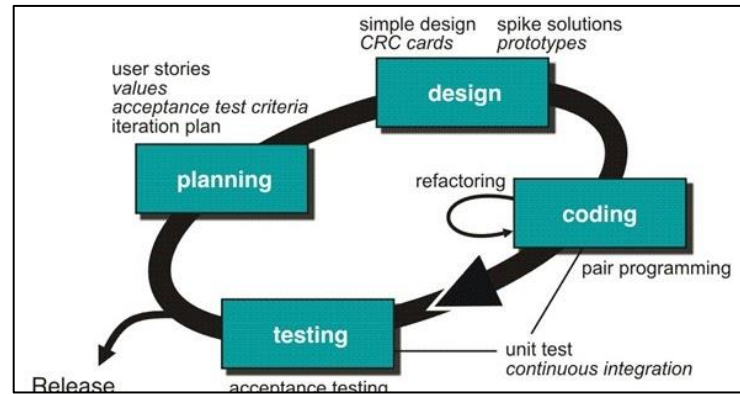 simple design
CRC cards
spike solutions
prototypes
user stories
values
acceptance test criteria
iteration plan
design
planning
refactoring
coding
pair programming
testing
unit test
continuous integration
Release
acceptance testing